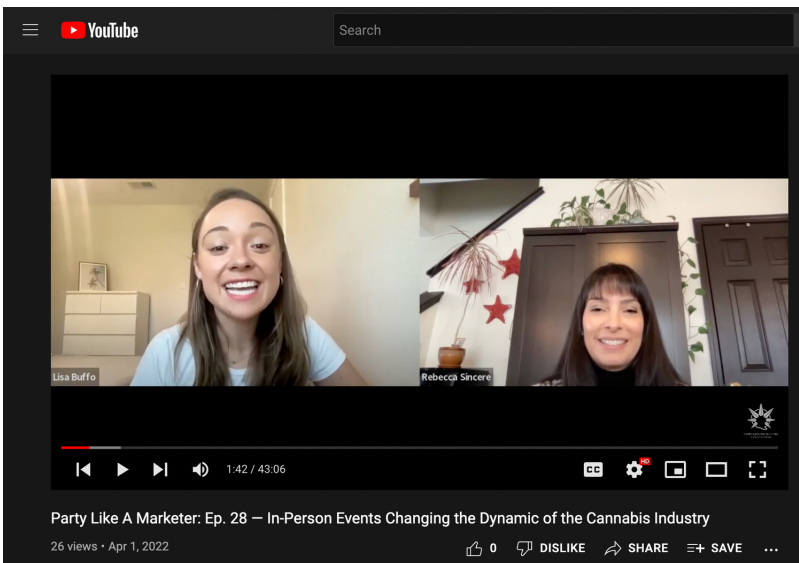 YouTube
Search
Lisa Buffo
Rebecca Sincere
1:42 / 43:06
CC
HD
Party Like A Marketer: Ep. 28 — In-Person Events Changing the Dynamic of the Cannabis Industry
26 views • Apr 1, 2022
0 DISLIKE SHARE SAVE